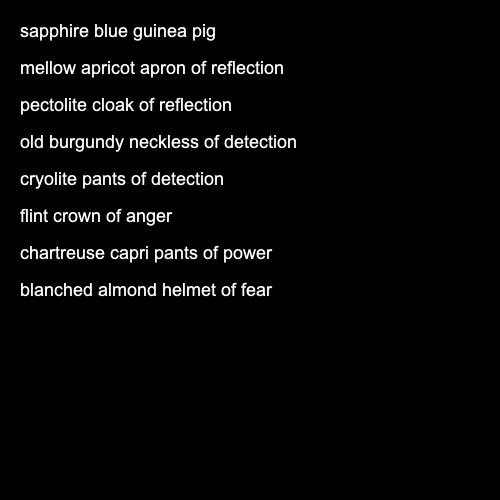 sapphire blue guinea pig
mellow apricot apron of reflection
pectolite cloak of reflection
old burgundy neckless of detection
cryolite pants of detection
flint crown of anger
chartreuse capri pants of power
blanched almond helmet of fear